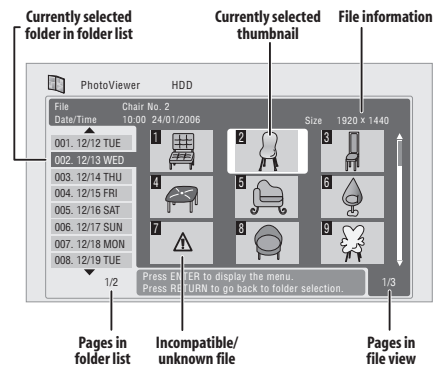 Currently selected folder in folder list
Currently selected thumbnail
File information
PhotoViewer HDD
File Chair No. 2
Date/Time 10:00 24/01/2006 Size 1920 × 1440
001. 12/12 TUE
002. 12/13 WED
003. 12/14 THU
004. 12/15 FRI
005. 12/16 SAT
006. 12/17 SUN
007. 12/18 MON
008. 12/19 TUE
1/2
1 2 3
4 5 6
7 8 9
Press ENTER to display the menu.
Press RETURN to go back to folder selection.
1/3
Pages in folder list
Incompatible/ unknown file
Pages in file view